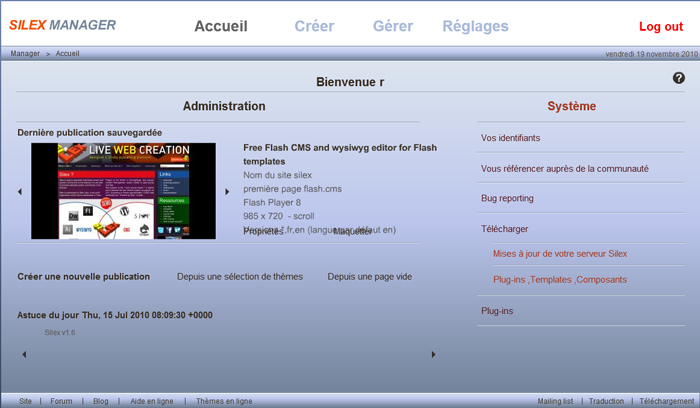 SILEX MANAGER
Accueil Créer Gérer Réglages Log out
Manager > Accueil vendredi 19 novembre 2010
Bienvenue r ?
Administration
Système
Dernière publication sauvegardée
LIVE WEB CREATION
Silex ?
Links
Resources
Free Flash CMS and wysiwyg editor for Flash
templates
Nom du site silex
première page flash.cms
Flash Player 8
985 x 720 - scroll
fr,en (langue par défaut en)
Propriétés Maquetter
Vos identifiants
Vous référencer auprès de la communauté
Bug reporting
Télécharger
Mises à jour de votre serveur Silex
Plug-ins ,Templates ,Composants
Plug-ins
Créer une nouvelle publication Depuis une sélection de thèmes Depuis une page vide
Astuce du jour Thu, 15 Jul 2010 08:09:30 +0000
Silex v1.6
Site | Forum | Blog | Aide en ligne | Thèmes en ligne Mailing list | Traduction | Téléchargement